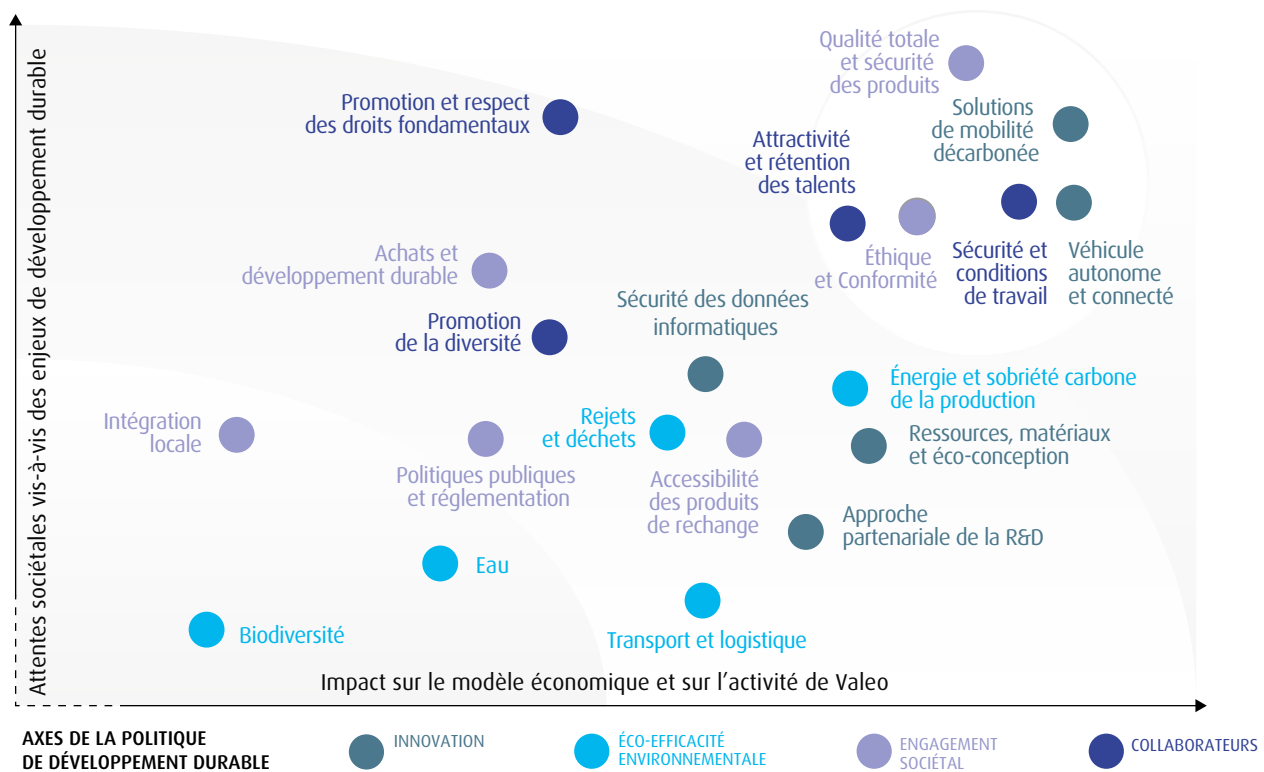 Attentes sociétales vis-à-vis des enjeux de développement durable
Qualité totale
et sécurité
des produits
Promotion et respect
des droits fondamentaux
Solutions
de mobilité
décarbonée
Attractivité
et rétention
des talents
Achats et
développement durable
Éthique
et Conformité
Sécurité et
conditions
de travail
Véhicule
autonome
et connecté
Sécurité des données
informatiques
Promotion
de la diversité
Énergie et sobriété carbone
de la production
Intégration
locale
Rejets
et déchets
Ressources, matériaux
et éco-conception
Politiques publiques
et réglementation
Accessibilité
des produits
de rechange
Approche
partenariale de la R&D
Eau
Biodiversité
Transport et logistique
Impact sur le modèle économique et sur l’activité de Valeo
AXES DE LA POLITIQUE
DE DÉVELOPPEMENT DURABLE
INNOVATION
ÉCO-EFFICACITÉ
ENVIRONNEMENTALE
ENGAGEMENT
SOCIÉTAL
COLLABORATEURS